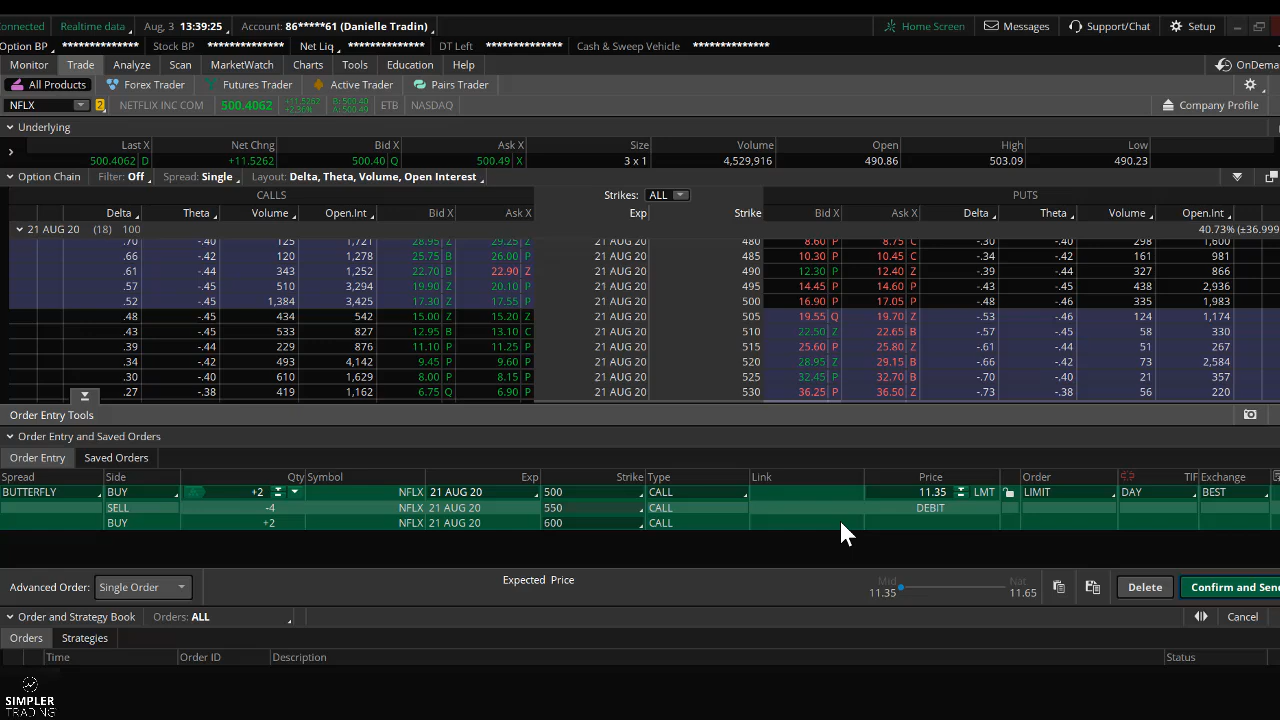 onnected Realtime data Aug, 3 13:39:25 Account: 86*****61 (Danielle Tradin) Home Screen Messages Support/Chat Setup
Option BP ************** Stock BP ************** Net Liq ************** DT Left ************** Cash & Sweep Vehicle **************
Monitor Trade Analyze Scan MarketWatch Charts Tools Education Help OnDema
All Products Forex Trader Futures Trader Active Trader Pairs Trader
NFLX 2 NETFLIX INC COM 500.4062 +11.5262 +2.36% B: 500.40 A: 500.49 ETB NASDAQ Company Profile
Underlying
Last X Net Chng Bid X Ask X Size Volume Open High Low
500.4062 D +11.5262 500.40 Q 500.49 X 3 x 1 4,529,916 490.86 503.09 490.23
Option Chain Filter: Off Spread: Single Layout: Delta, Theta, Volume, Open Interest
CALLS Strikes: ALL PUTS
Delta Theta Volume Open.Int Bid X Ask X Exp Strike Bid X Ask X Delta Theta Volume Open.Int
21 AUG 20 (18) 100 40.73% (±36.999
.70 -.40 125 1,721 28.95 Z 29.25 Z 21 AUG 20 480 8.60 P 8.75 C -.30 -.40 298 1,600
.66 -.42 120 1,278 25.75 B 26.00 P 21 AUG 20 485 10.30 P 10.45 C -.34 -.42 161 981
.61 -.44 343 1,252 22.70 B 22.90 Z 21 AUG 20 490 12.30 P 12.40 P -.39 -.44 327 866
.57 -.45 510 3,294 19.90 Z 20.10 P 21 AUG 20 495 14.45 P 14.60 P -.43 -.45 438 2,936
.52 -.45 1,384 3,425 17.30 Z 17.55 P 21 AUG 20 500 16.90 P 17.05 P -.48 -.46 335 1,983
.48 -.45 434 542 15.00 Z 15.20 Z 21 AUG 20 505 19.55 Q 19.70 Z -.53 -.46 124 1,174
.43 -.45 533 827 12.95 B 13.10 C 21 AUG 20 510 22.50 Z 22.65 B -.57 -.45 58 330
.39 -.44 229 876 11.10 P 11.25 P 21 AUG 20 515 25.60 P 25.80 Z -.61 -.44 51 267
.34 -.42 493 4,142 9.45 P 9.60 P 21 AUG 20 520 28.95 Z 29.15 B -.66 -.42 73 2,584
.30 -.40 610 1,629 8.00 P 8.15 P 21 AUG 20 525 32.45 P 32.70 B -.70 -.40 21 357
.27 -.38 419 1,162 6.75 Q 6.90 P 21 AUG 20 530 36.25 P 36.50 Z -.73 -.38 56 220
Order Entry Tools
Order Entry and Saved Orders
Order Entry Saved Orders
Spread Side Qty Symbol Exp Strike Type Link Price Order TIF Exchange
BUTTERFLY BUY +2 NFLX 21 AUG 20 500 CALL 11.35 LMT LIMIT DAY BEST
SELL -4 NFLX 21 AUG 20 550 CALL DEBIT
BUY +2 NFLX 21 AUG 20 600 CALL
Advanced Order: Single Order Expected Price Mid 11.35 Nat 11.65 Delete Confirm and Send
Order and Strategy Book Orders: ALL Cancel
Orders Strategies
Time Order ID Description Status
SIMPLER
TRADING